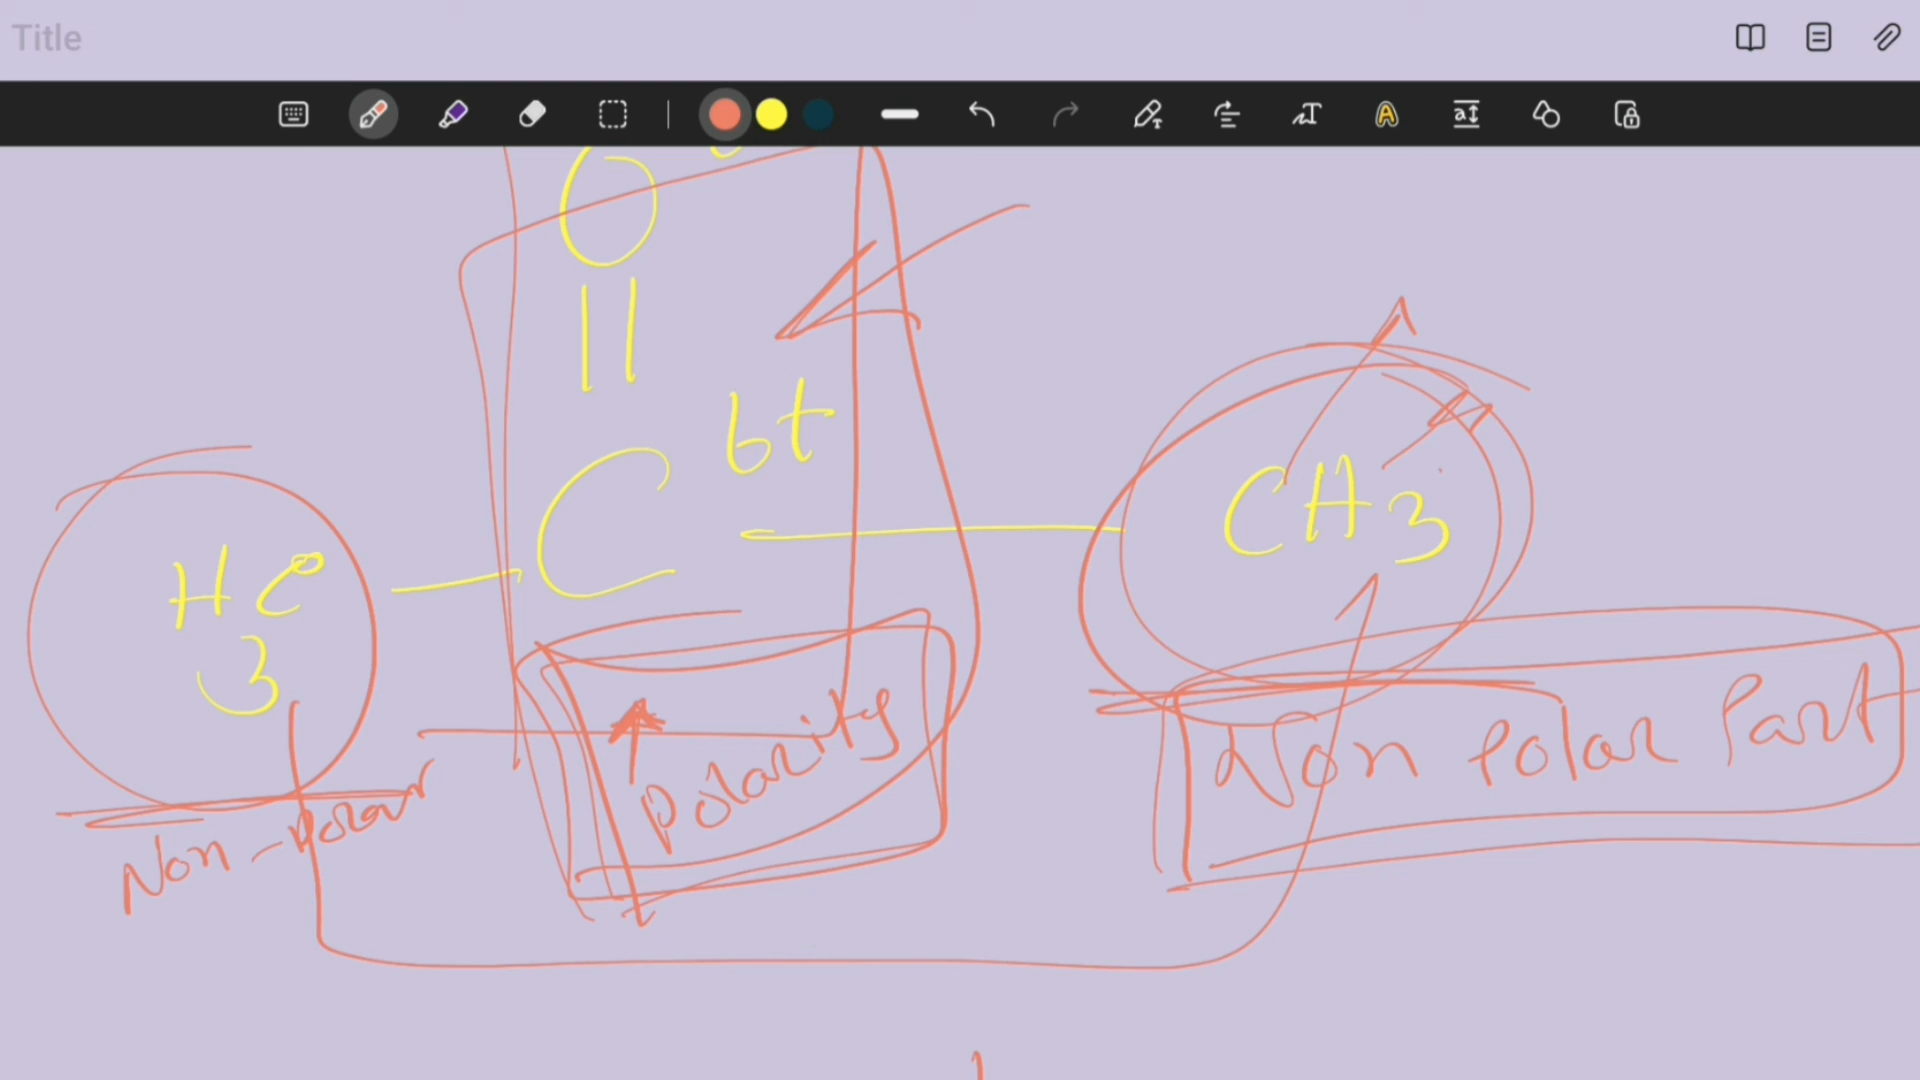 Title
O
||
C δ+
CH3
H3C
Polarity
Non Polar Part
Non-polar